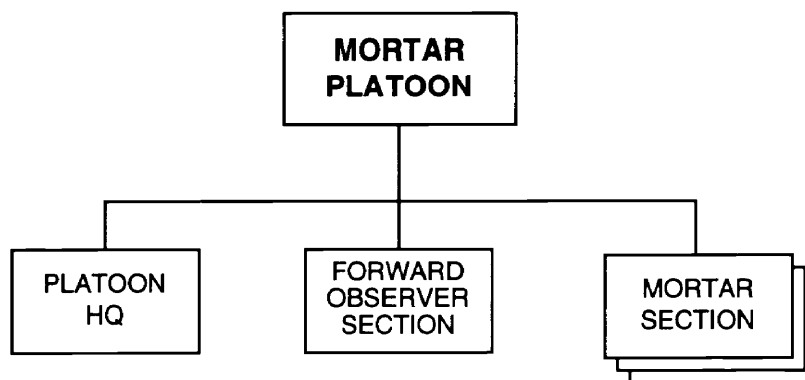 MORTAR
PLATOON
PLATOON
HQ
FORWARD
OBSERVER
SECTION
MORTAR
SECTION